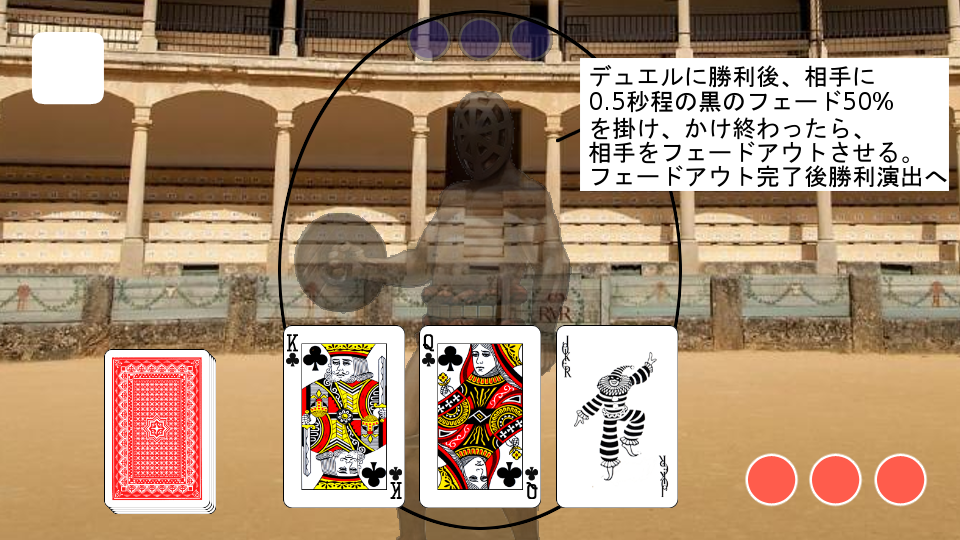 デュエルに勝利後、相手に
0.5秒程の黒のフェード50%
を掛け、かけ終わったら、
相手をフェードアウトさせる。
フェードアウト完了後勝利演出へ
RVR
K
Q
JOKER
K
Q
JOKER